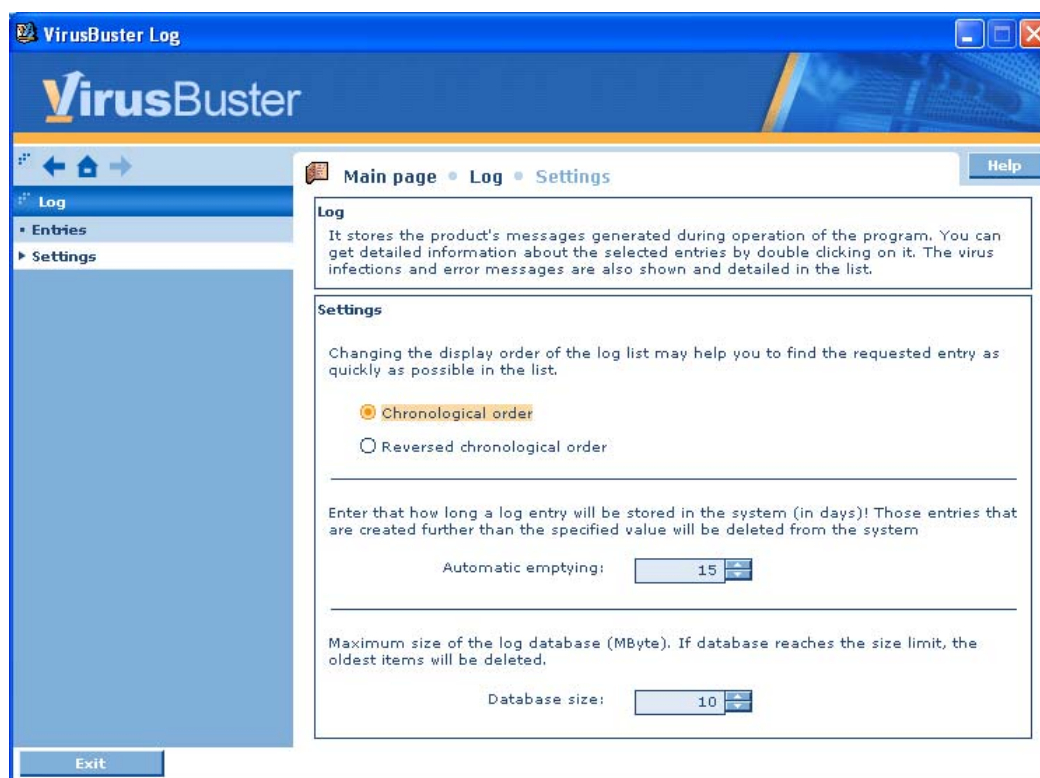 VirusBuster Log
VirusBuster
Help
Main page • Log • Settings
Log
Entries
Settings
Log
It stores the product's messages generated during operation of the program. You can
get detailed information about the selected entries by double clicking on it. The virus
infections and error messages are also shown and detailed in the list.
Settings
Changing the display order of the log list may help you to find the requested entry as
quickly as possible in the list.
Chronological order
Reversed chronological order
Enter that how long a log entry will be stored in the system (in days)! Those entries that
are created further than the specified value will be deleted from the system
Automatic emptying: 15
Maximum size of the log database (MByte). If database reaches the size limit, the
oldest items will be deleted.
Database size: 10
Exit